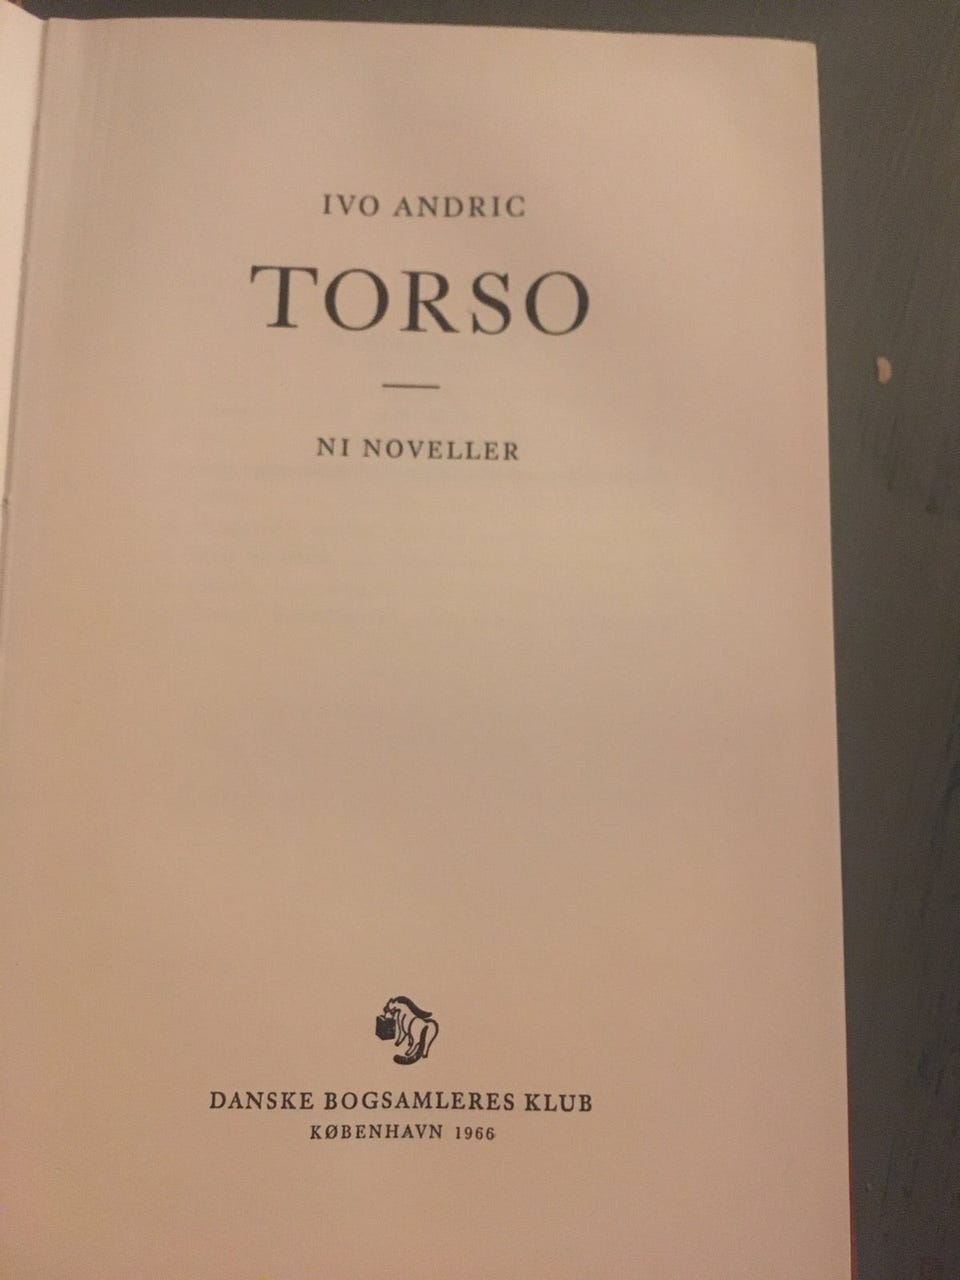 IVO ANDRIC
TORSO
NI NOVELLER
DANSKE BOGSAMLERES KLUB
KØBENHAVN 1966